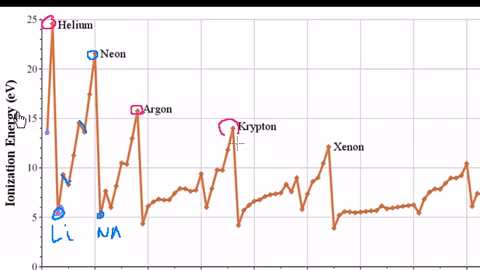 25
Helium
Neon
20
Argon
15
Krypton
Xenon
10
5
0
Ionization Energy (eV)
Li
NA